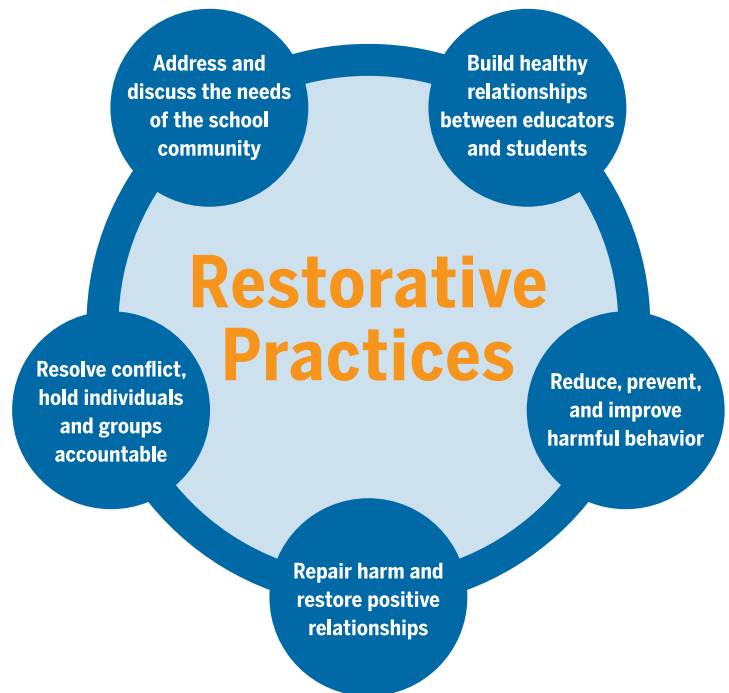 Address and
discuss the needs
of the school
community
Build healthy
relationships
between educators
and students
Restorative
Practices
Resolve conflict,
hold individuals
and groups
accountable
Reduce, prevent,
and improve
harmful behavior
Repair harm and
restore positive
relationships